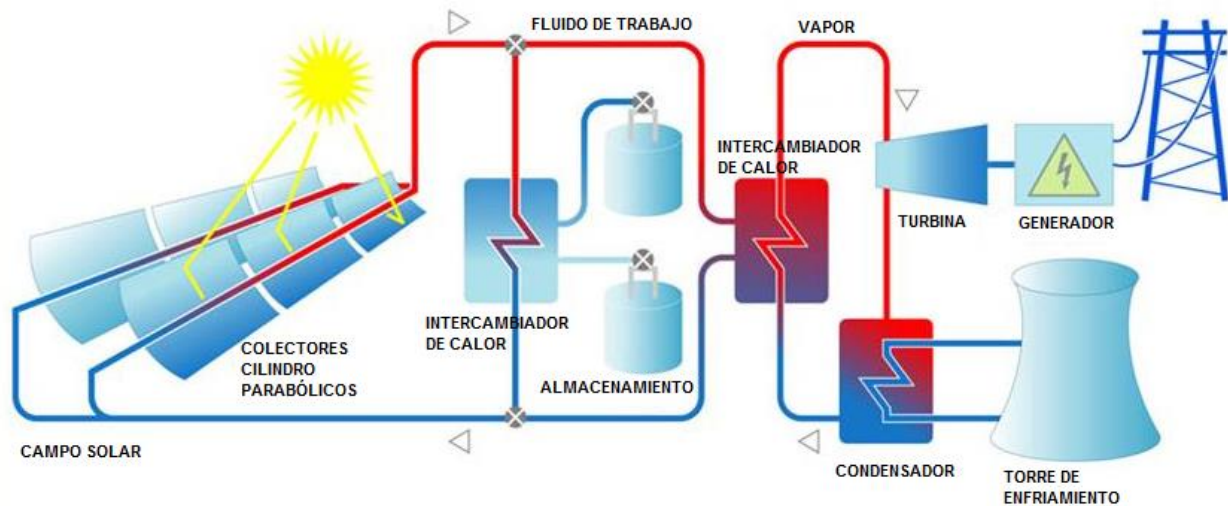 FLUIDO DE TRABAJO
VAPOR
INTERCAMBIADOR
DE CALOR
TURBINA
GENERADOR
INTERCAMBIADOR
DE CALOR
COLECTORES
CILINDRO
PARABÓLICOS
ALMACENAMIENTO
CAMPO SOLAR
CONDENSADOR
TORRE DE
ENFRIAMIENTO